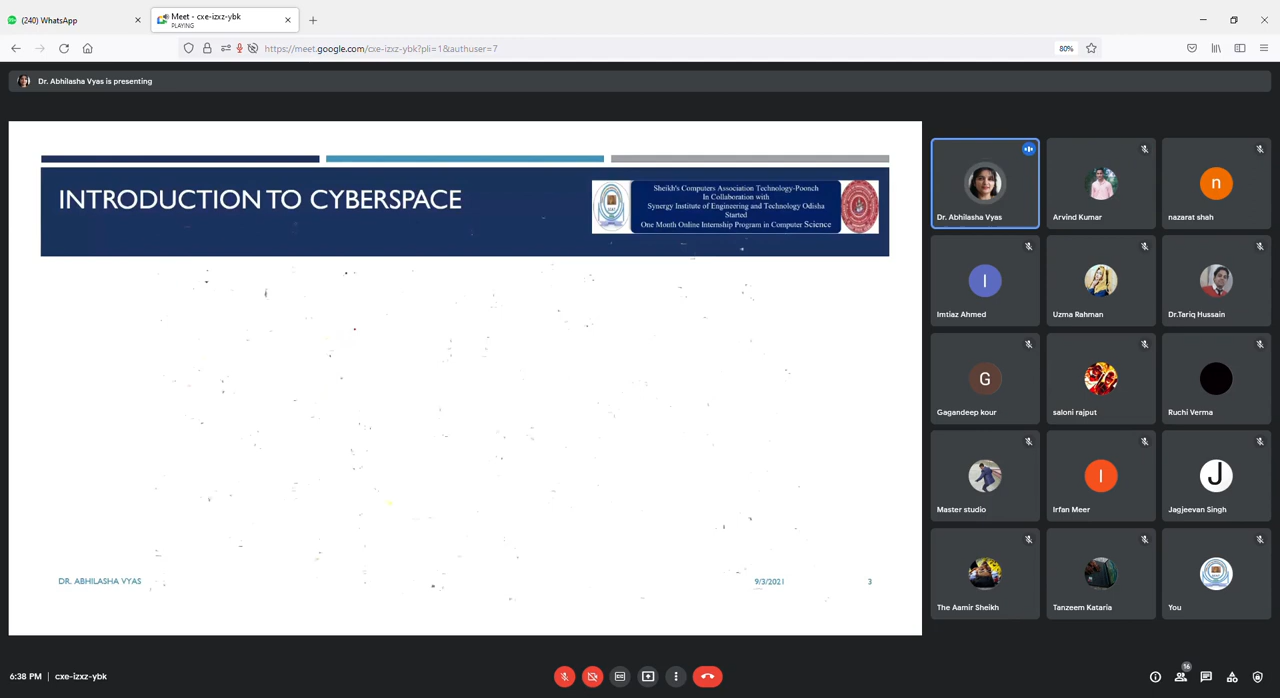 (240) WhatsApp
Meet - cxe-izxz-ybk
PLAYING
https://meet.google.com/cxe-izxz-ybk?pli=1&authuser=7
80%
Dr. Abhilasha Vyas is presenting
INTRODUCTION TO CYBERSPACE
Sheikh's Computers Association Technology-Poonch
In Collaboration with
Synergy Institute of Engineering and Technology Odisha
Started
One Month Online Internship Program in Computer Science
DR. ABHILASHA VYAS
9/3/2021
3
Dr. Abhilasha Vyas
Arvind Kumar
n
nazarat shah
I
Imtiaz Ahmed
Uzma Rahman
Dr.Tariq Hussain
G
Gagandeep kour
saloni rajput
Ruchi Verma
Master studio
I
Irfan Meer
J
Jagjeevan Singh
The Aamir Sheikh
Tanzeem Kataria
You
6:38 PM | cxe-izxz-ybk
16